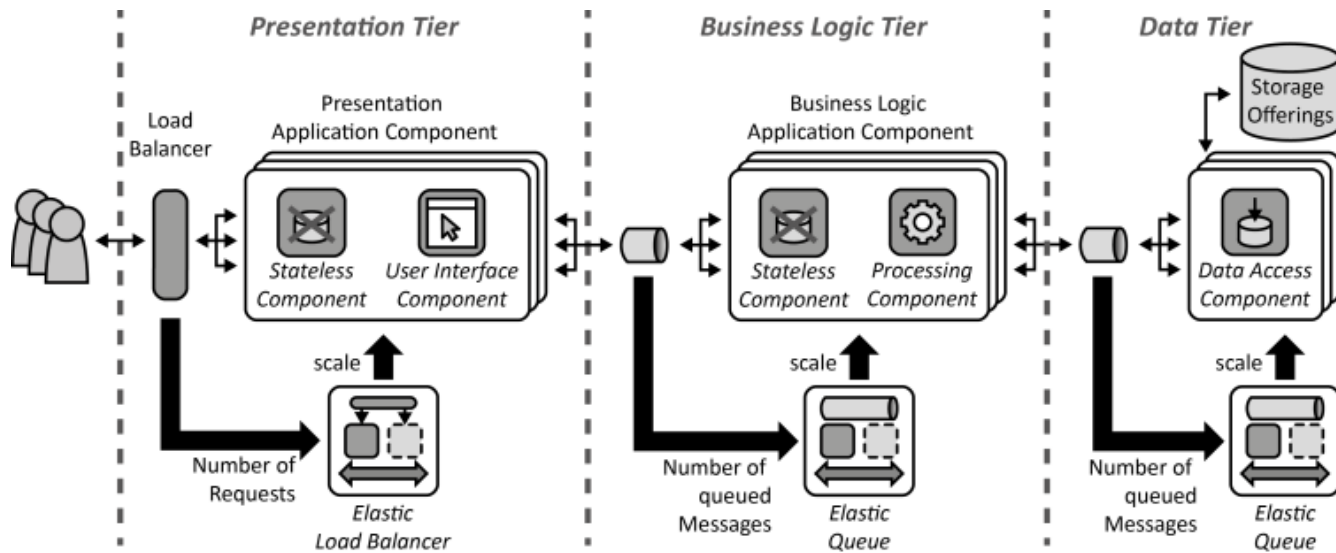 Presentation Tier
Business Logic Tier
Data Tier
Load
Balancer
Presentation
Application Component
Stateless
Component
User Interface
Component
scale
Number of
Requests
Elastic
Load Balancer
Business Logic
Application Component
Stateless
Component
Processing
Component
scale
Number of
queued
Messages
Elastic
Queue
Storage
Offerings
Data Access
Component
scale
Number of
queued
Messages
Elastic
Queue